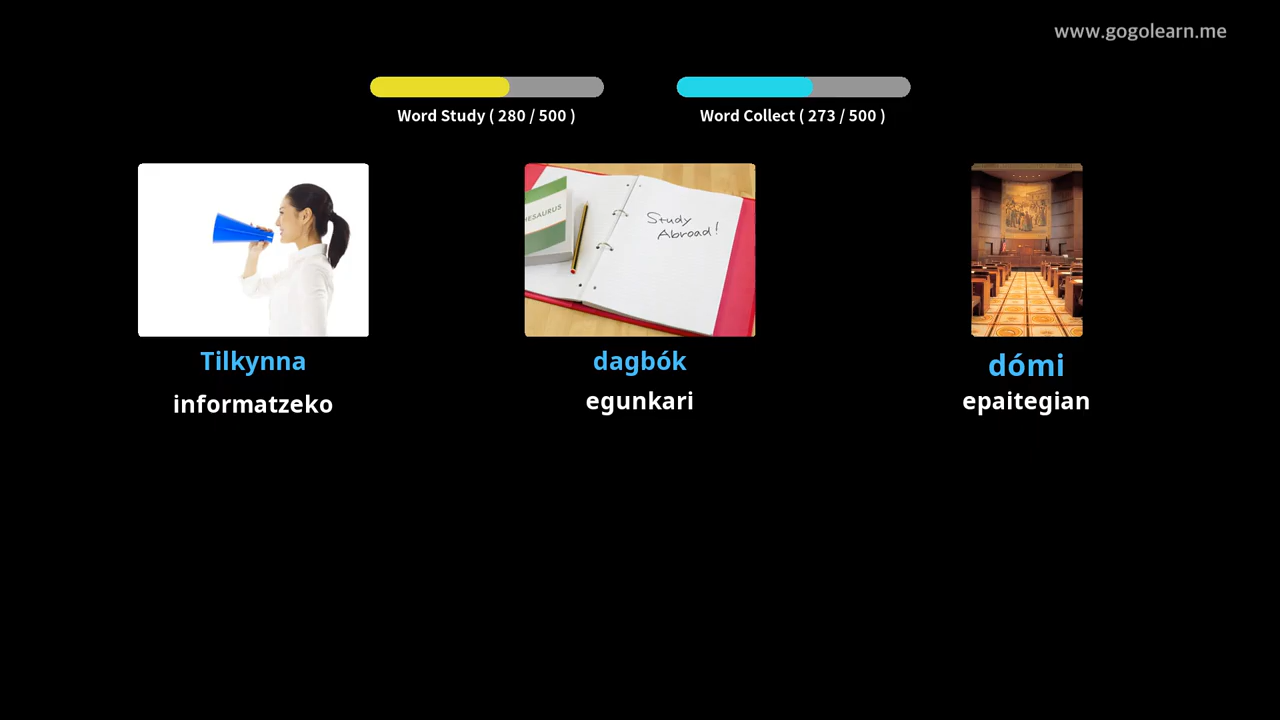 www.gogolearn.me
Word Study ( 280 / 500 )
Word Collect ( 273 / 500 )
HESAURUS
Study
Abroad!
Tilkynna
dagbók
dómi
informatzeko
egunkari
epaitegian